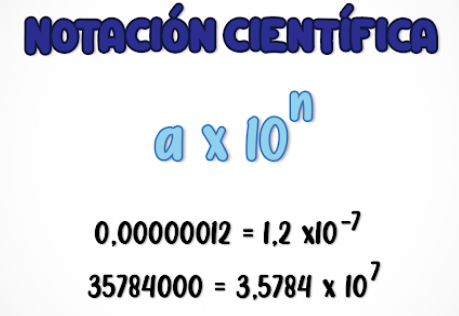 NOTACIÓN CIENTÍFICA
a x 10ⁿ
0,00000012 = 1,2 x10⁻⁷
35784000 = 3,5784 x 10⁷